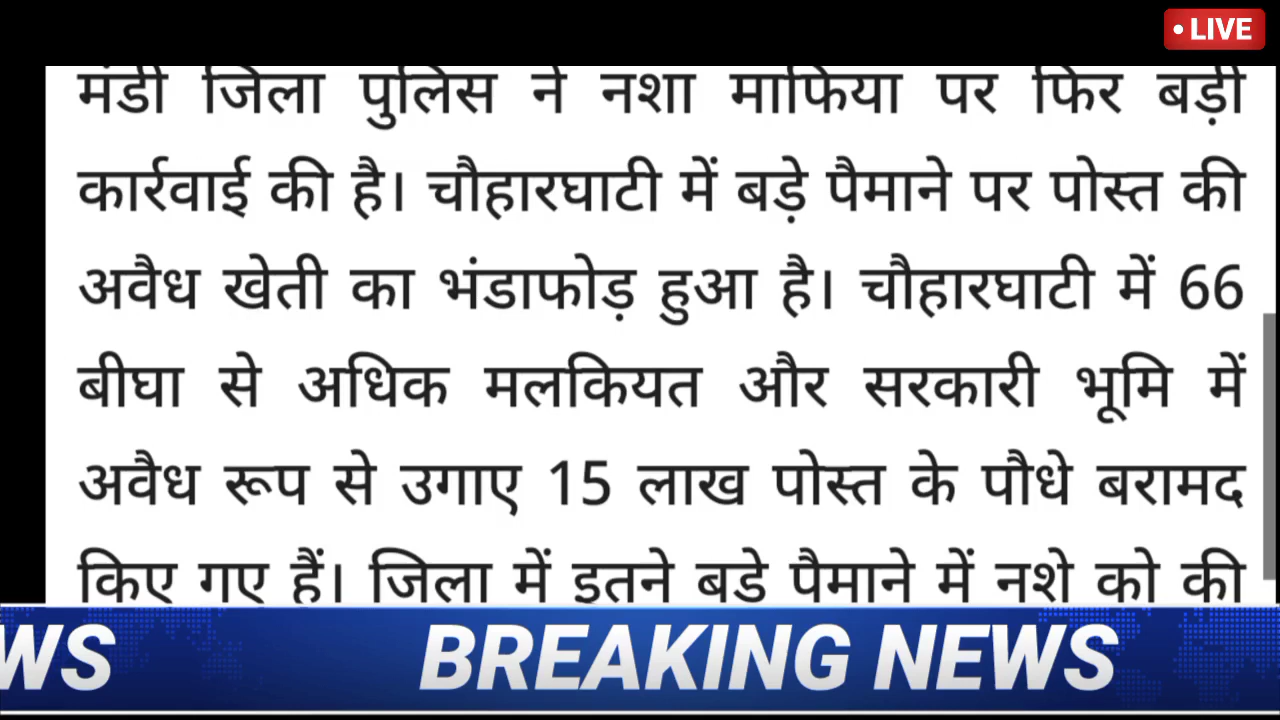 • LIVE
मंडी जिला पुलिस ने नशा माफिया पर फिर बड़ी
कार्रवाई की है। चौहारघाटी में बड़े पैमाने पर पोस्त की
अवैध खेती का भंडाफोड़ हुआ है। चौहारघाटी में 66
बीघा से अधिक मलकियत और सरकारी भूमि में
अवैध रूप से उगाए 15 लाख पोस्त के पौधे बरामद
किए गए हैं। जिला में इतने बडे पैमाने में नशे को की
WS BREAKING NEWS